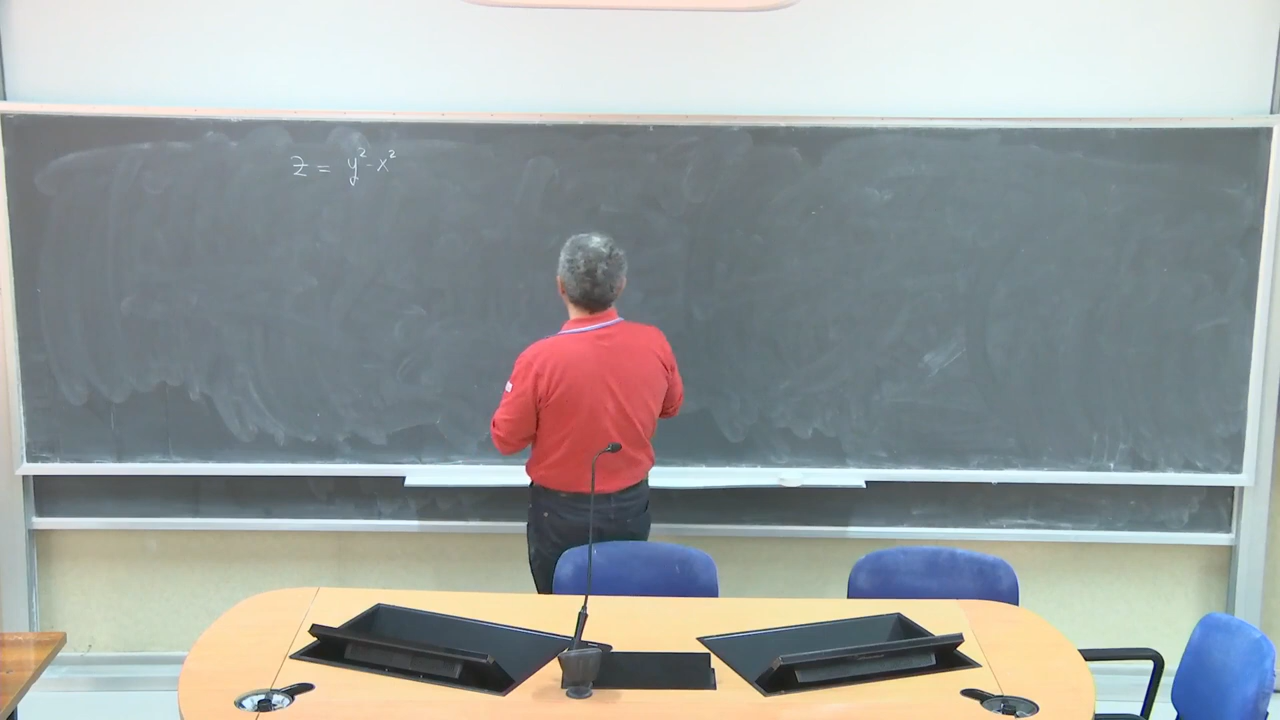 z = y² - x²